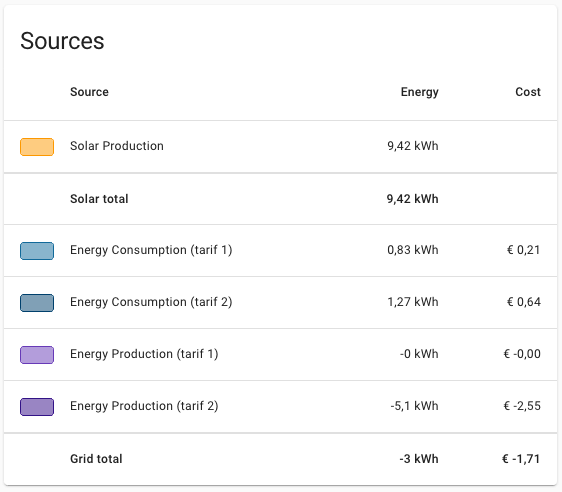 Sources
Source Energy Cost
Solar Production 9,42 kWh
Solar total 9,42 kWh
Energy Consumption (tarif 1) 0,83 kWh € 0,21
Energy Consumption (tarif 2) 1,27 kWh € 0,64
Energy Production (tarif 1) -0 kWh € -0,00
Energy Production (tarif 2) -5,1 kWh € -2,55
Grid total -3 kWh € -1,71